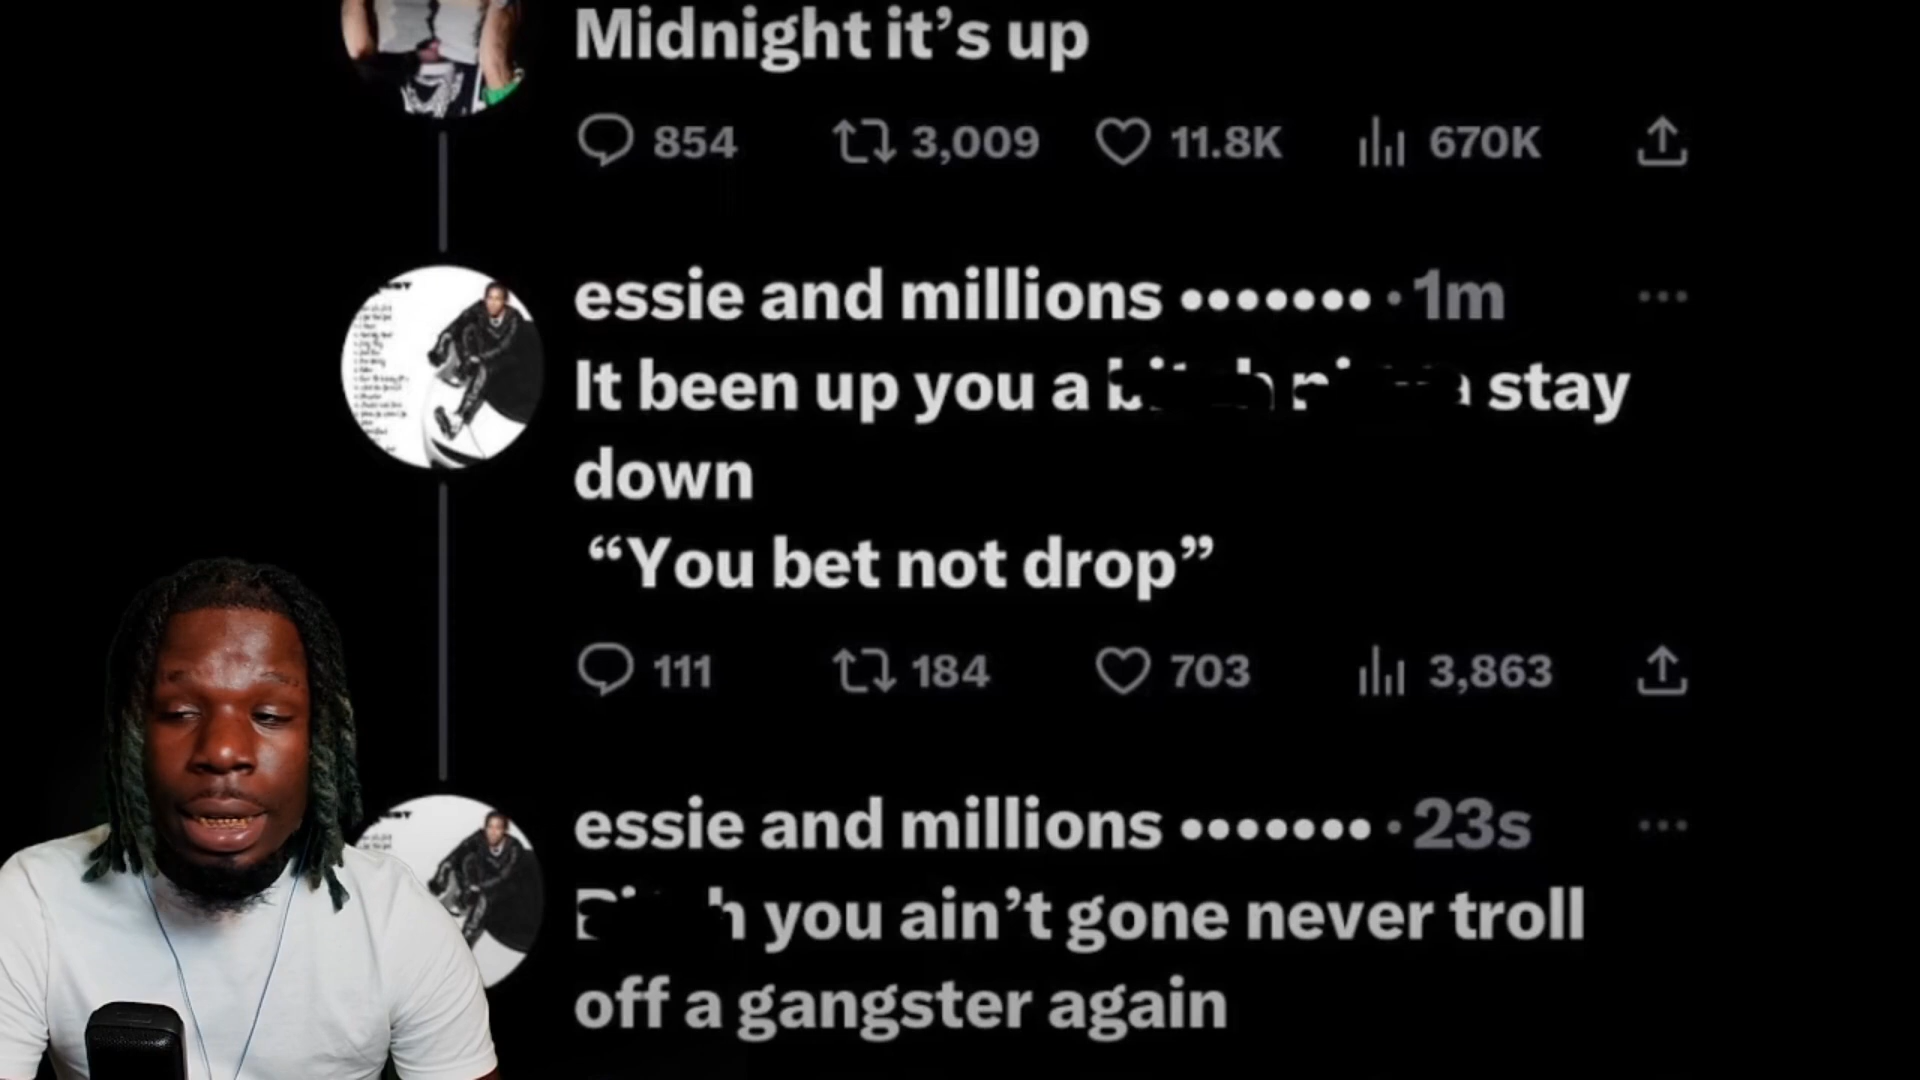 Midnight it’s up
854 3,009 11.8K 670K
essie and millions ••••••• · 1m
It been up you a stay
down
“You bet not drop”
111 184 703 3,863
essie and millions ••••••• · 23s
you ain’t gone never troll
off a gangster again